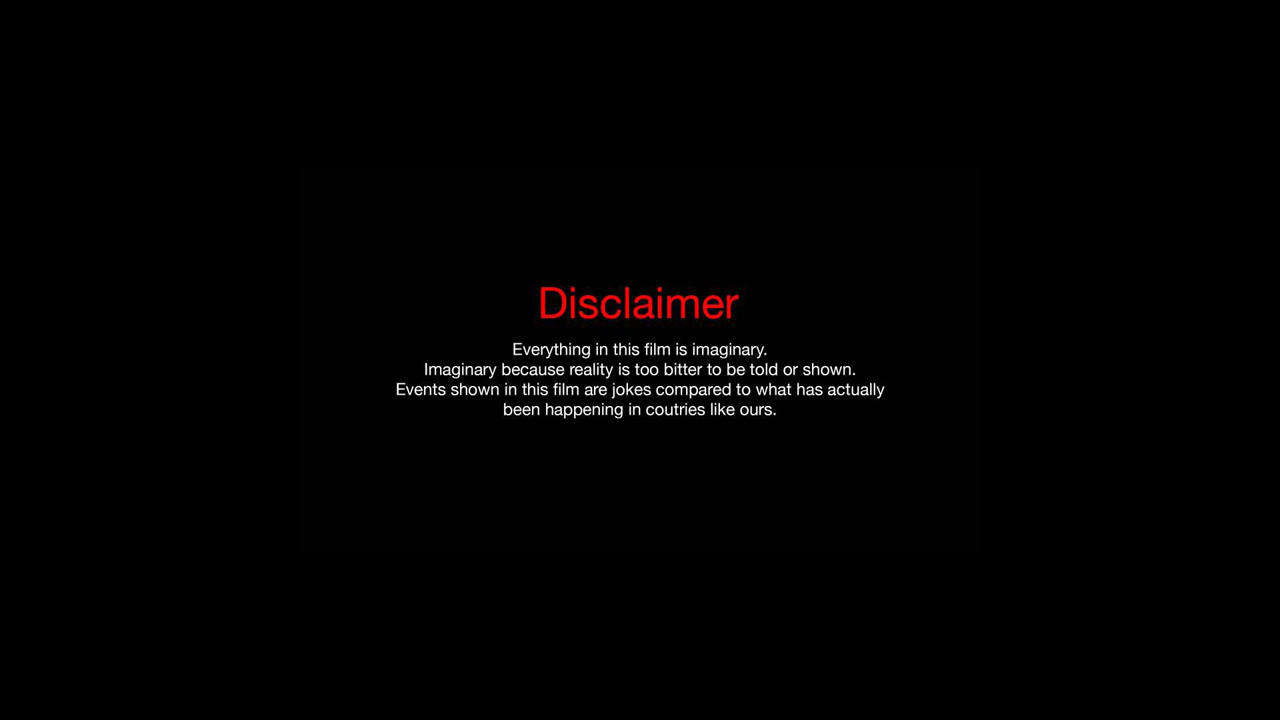 Disclaimer
Everything in this film is imaginary.
Imaginary because reality is too bitter to be told or shown.
Events shown in this film are jokes compared to what has actually
been happening in coutries like ours.